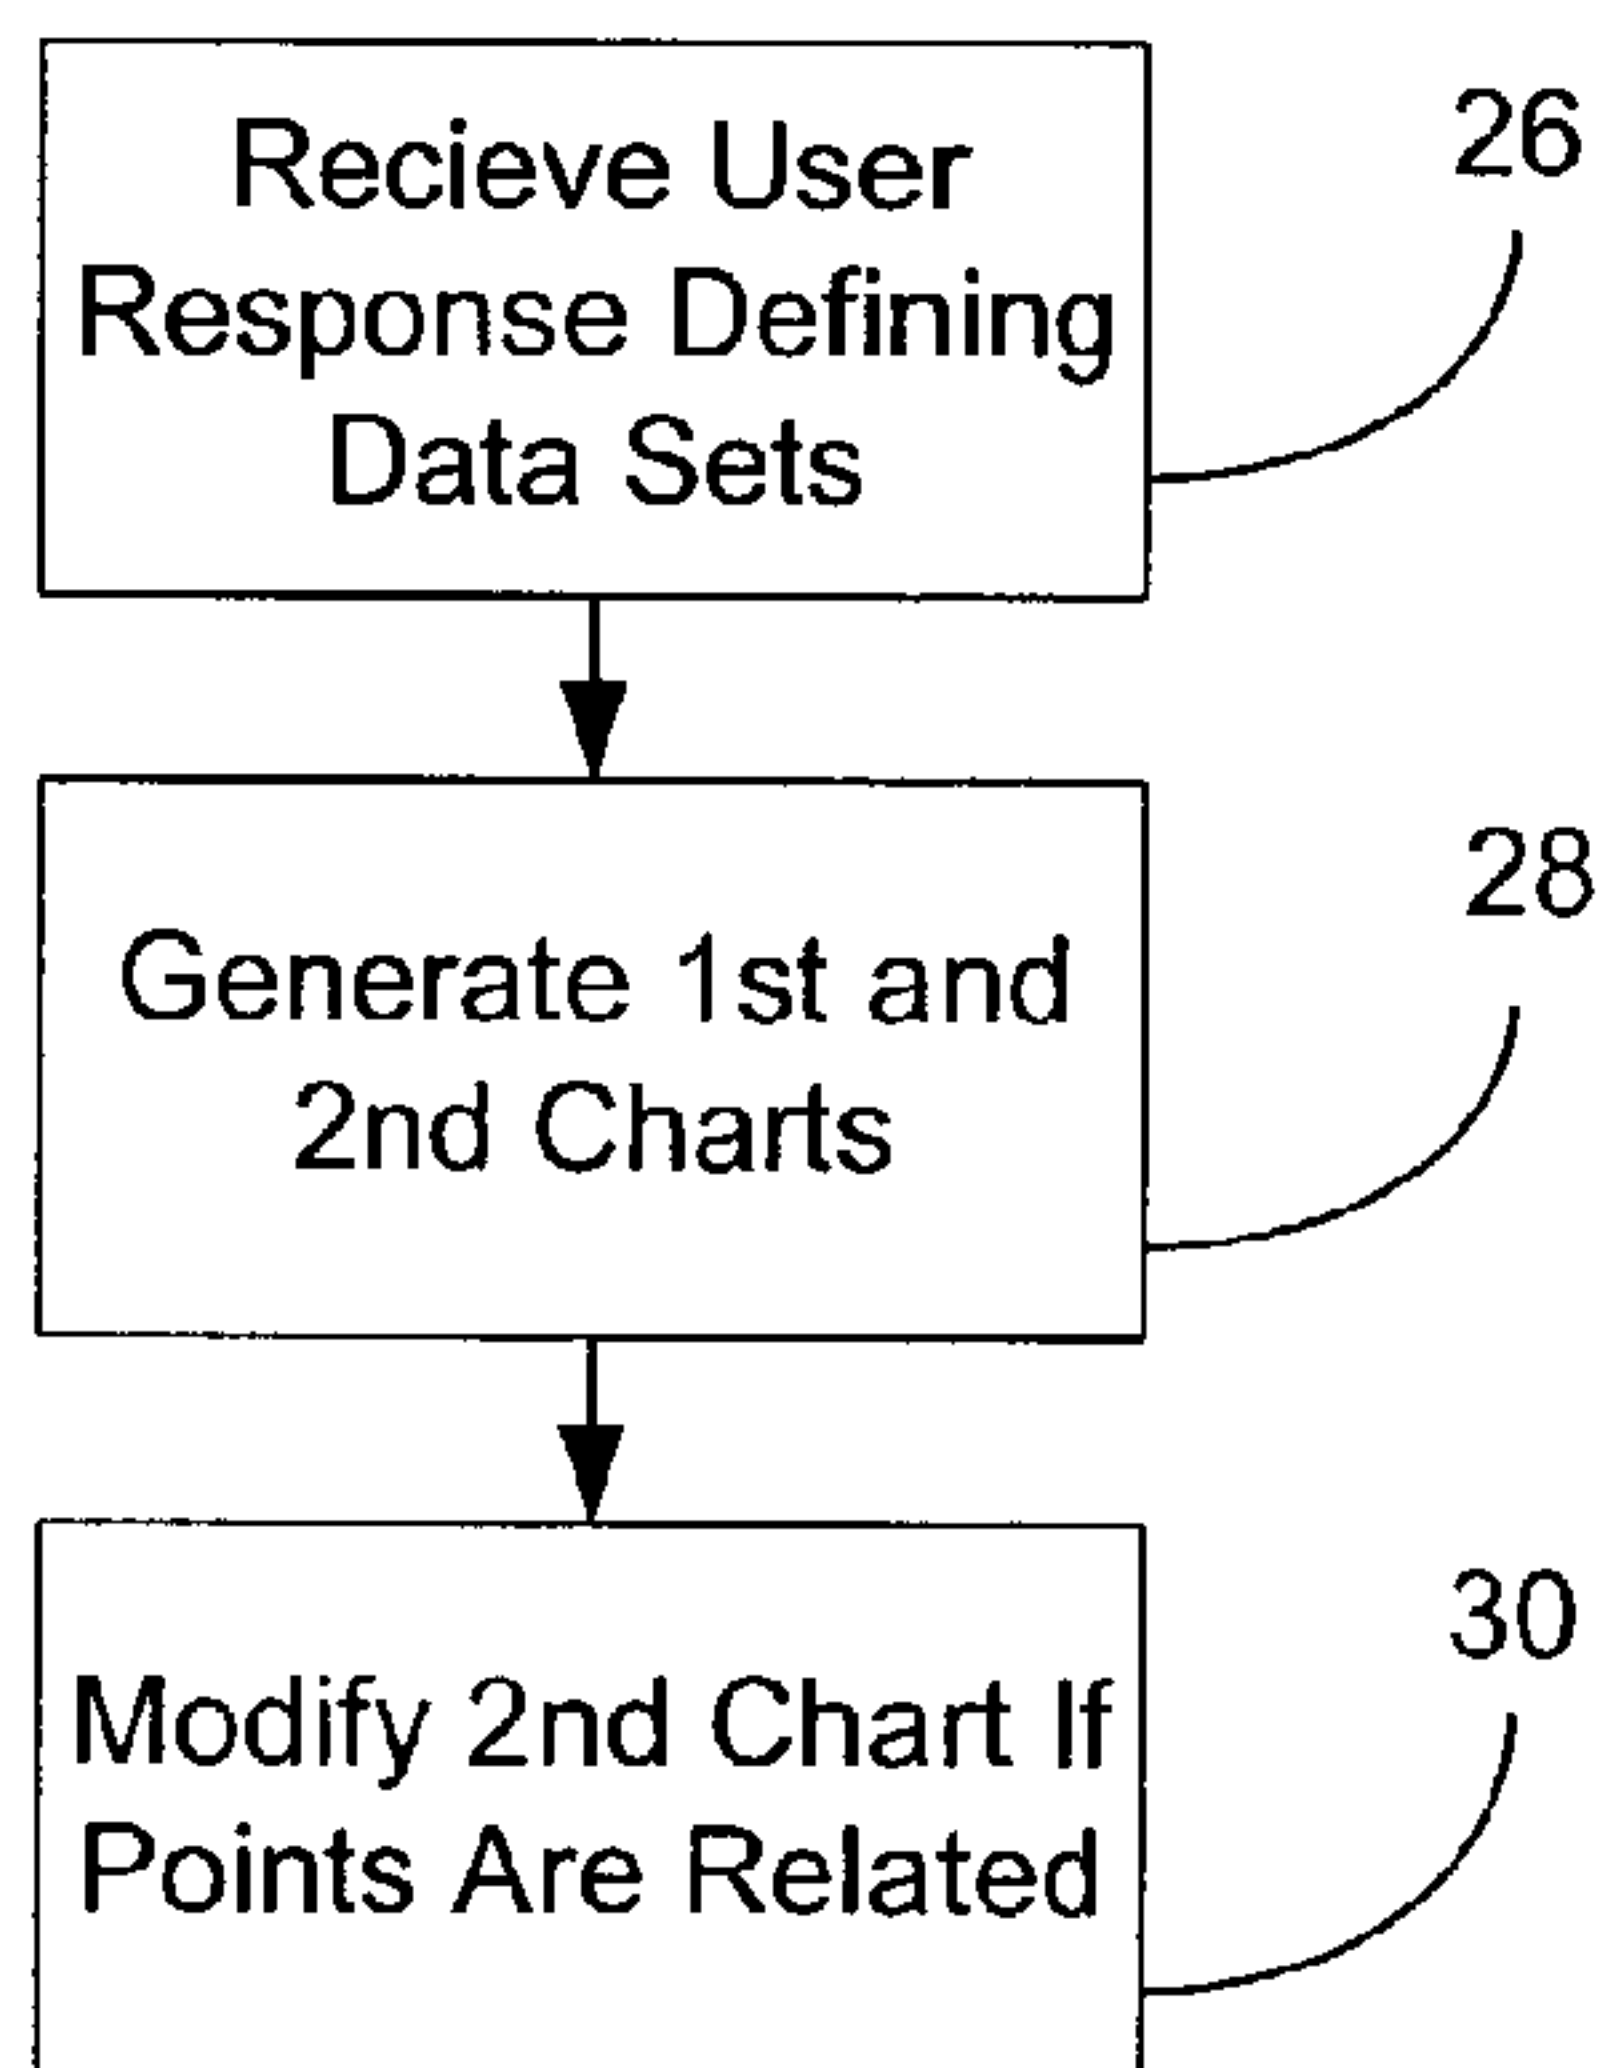 Recieve User
Response Defining
Data Sets
26
Generate 1st and
2nd Charts
28
Modify 2nd Chart If
Points Are Related
30